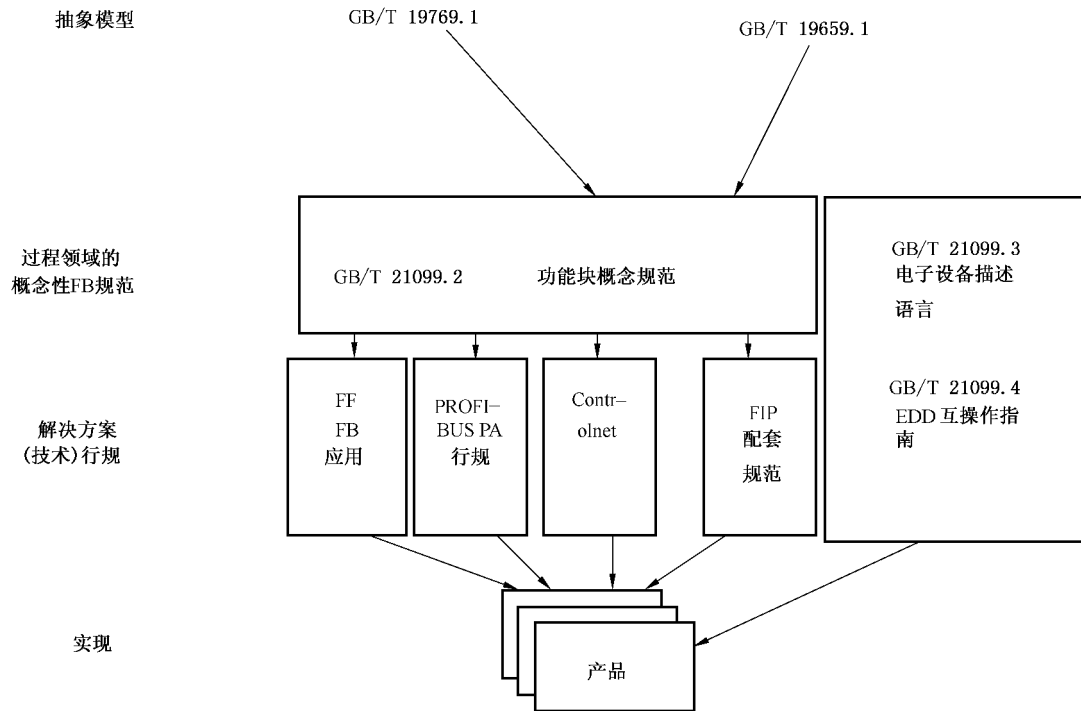 抽象模型
GB/T 19769.1
GB/T 19659.1
过程领域的
概念性FB规范
GB/T 21099.2 功能块概念规范
GB/T 21099.3
电子设备描述
语言
GB/T 21099.4
EDD互操作指
南
解决方案
(技术)行规
FF
FB
应用
PROFI-
BUS PA
行规
Contr-
olnet
FIP
配套
规范
实现
产品